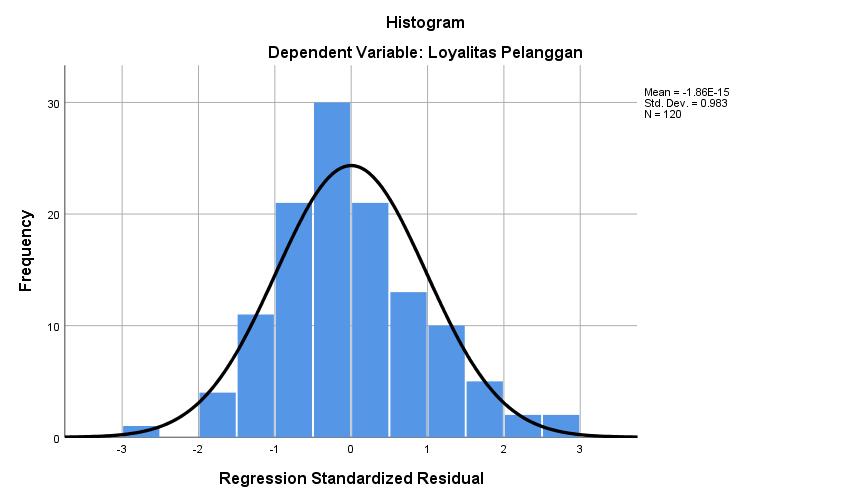 Histogram
Dependent Variable: Loyalitas Pelanggan
Mean = -1.86E-15
Std. Dev. = 0.983
N = 120
Frequency
30
20
10
0
-3
-2
-1
0
1
2
3
Regression Standardized Residual